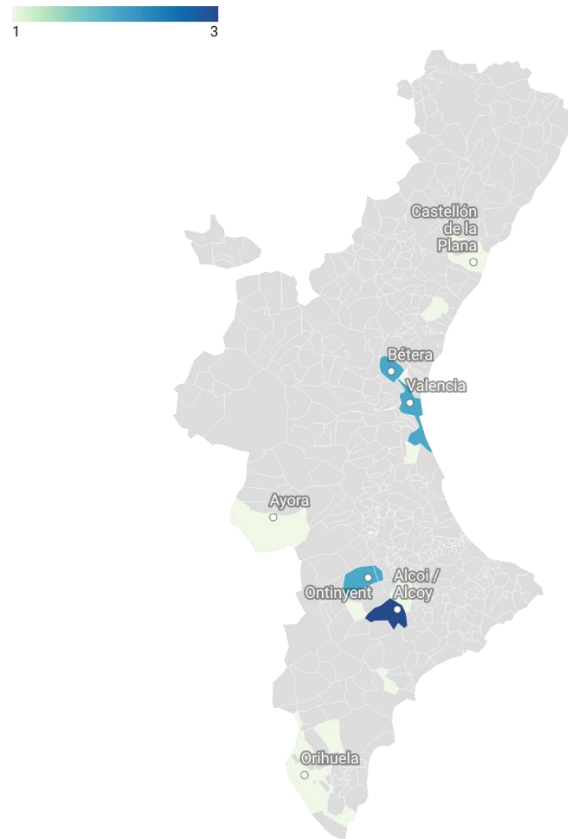 1
3
Castellón
de la
Plana
Bétera
Valencia
Ayora
Ontinyent
Alcoi /
Alcoy
Orihuela